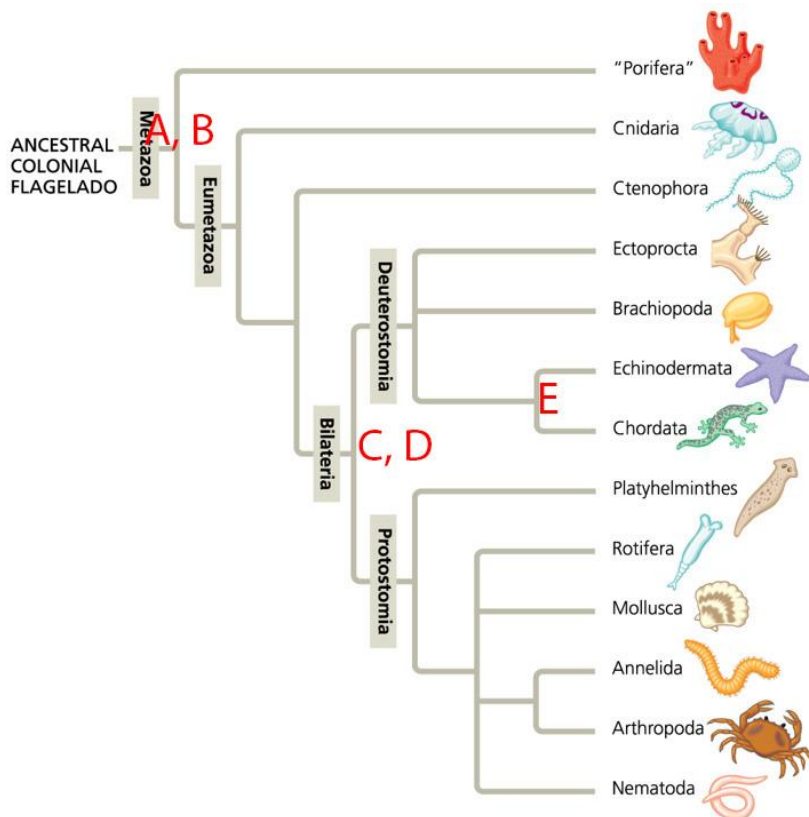 "Porifera"
A, B
Metazoa
ANCESTRAL
COLONIAL
FLAGELADO
Cnidaria
Eumetazoa
Ctenophora
Ectoprocta
Deuterostomia
Brachiopoda
Echinodermata
E
Chordata
Bilateria
C, D
Platyhelminthes
Protostomia
Rotifera
Mollusca
Annelida
Arthropoda
Nematoda